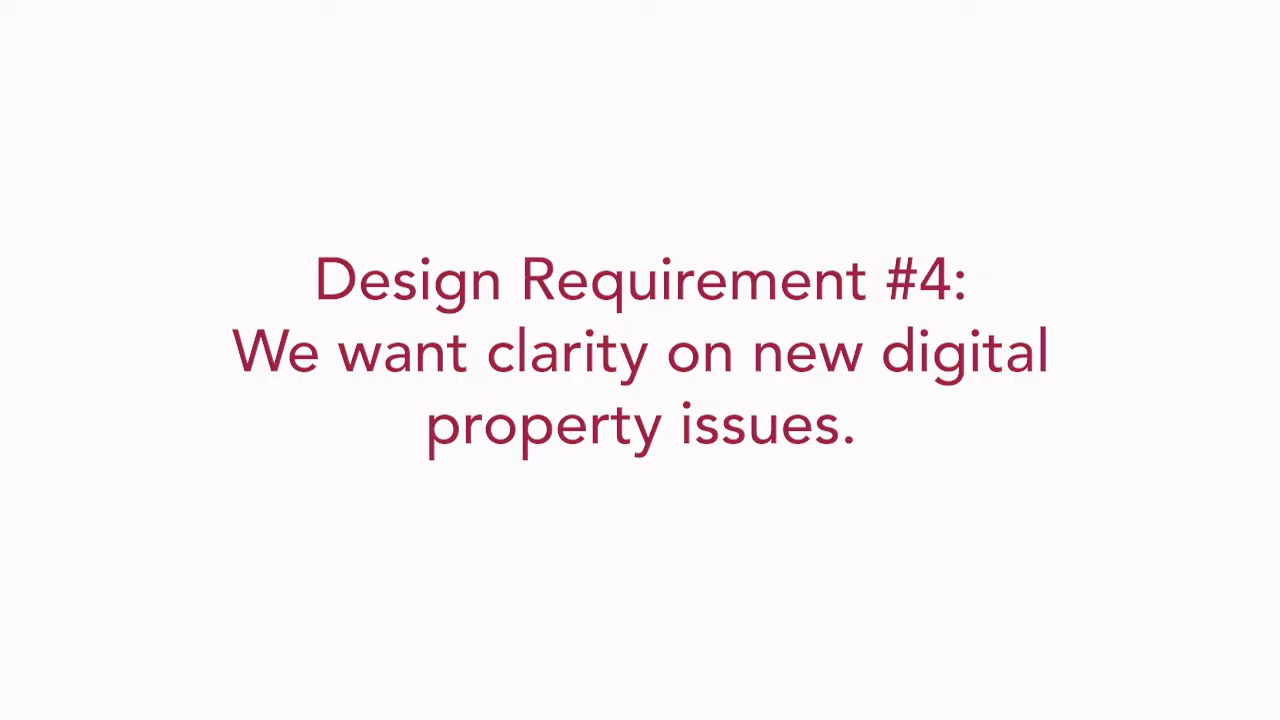 Design Requirement #4:
We want clarity on new digital
property issues.